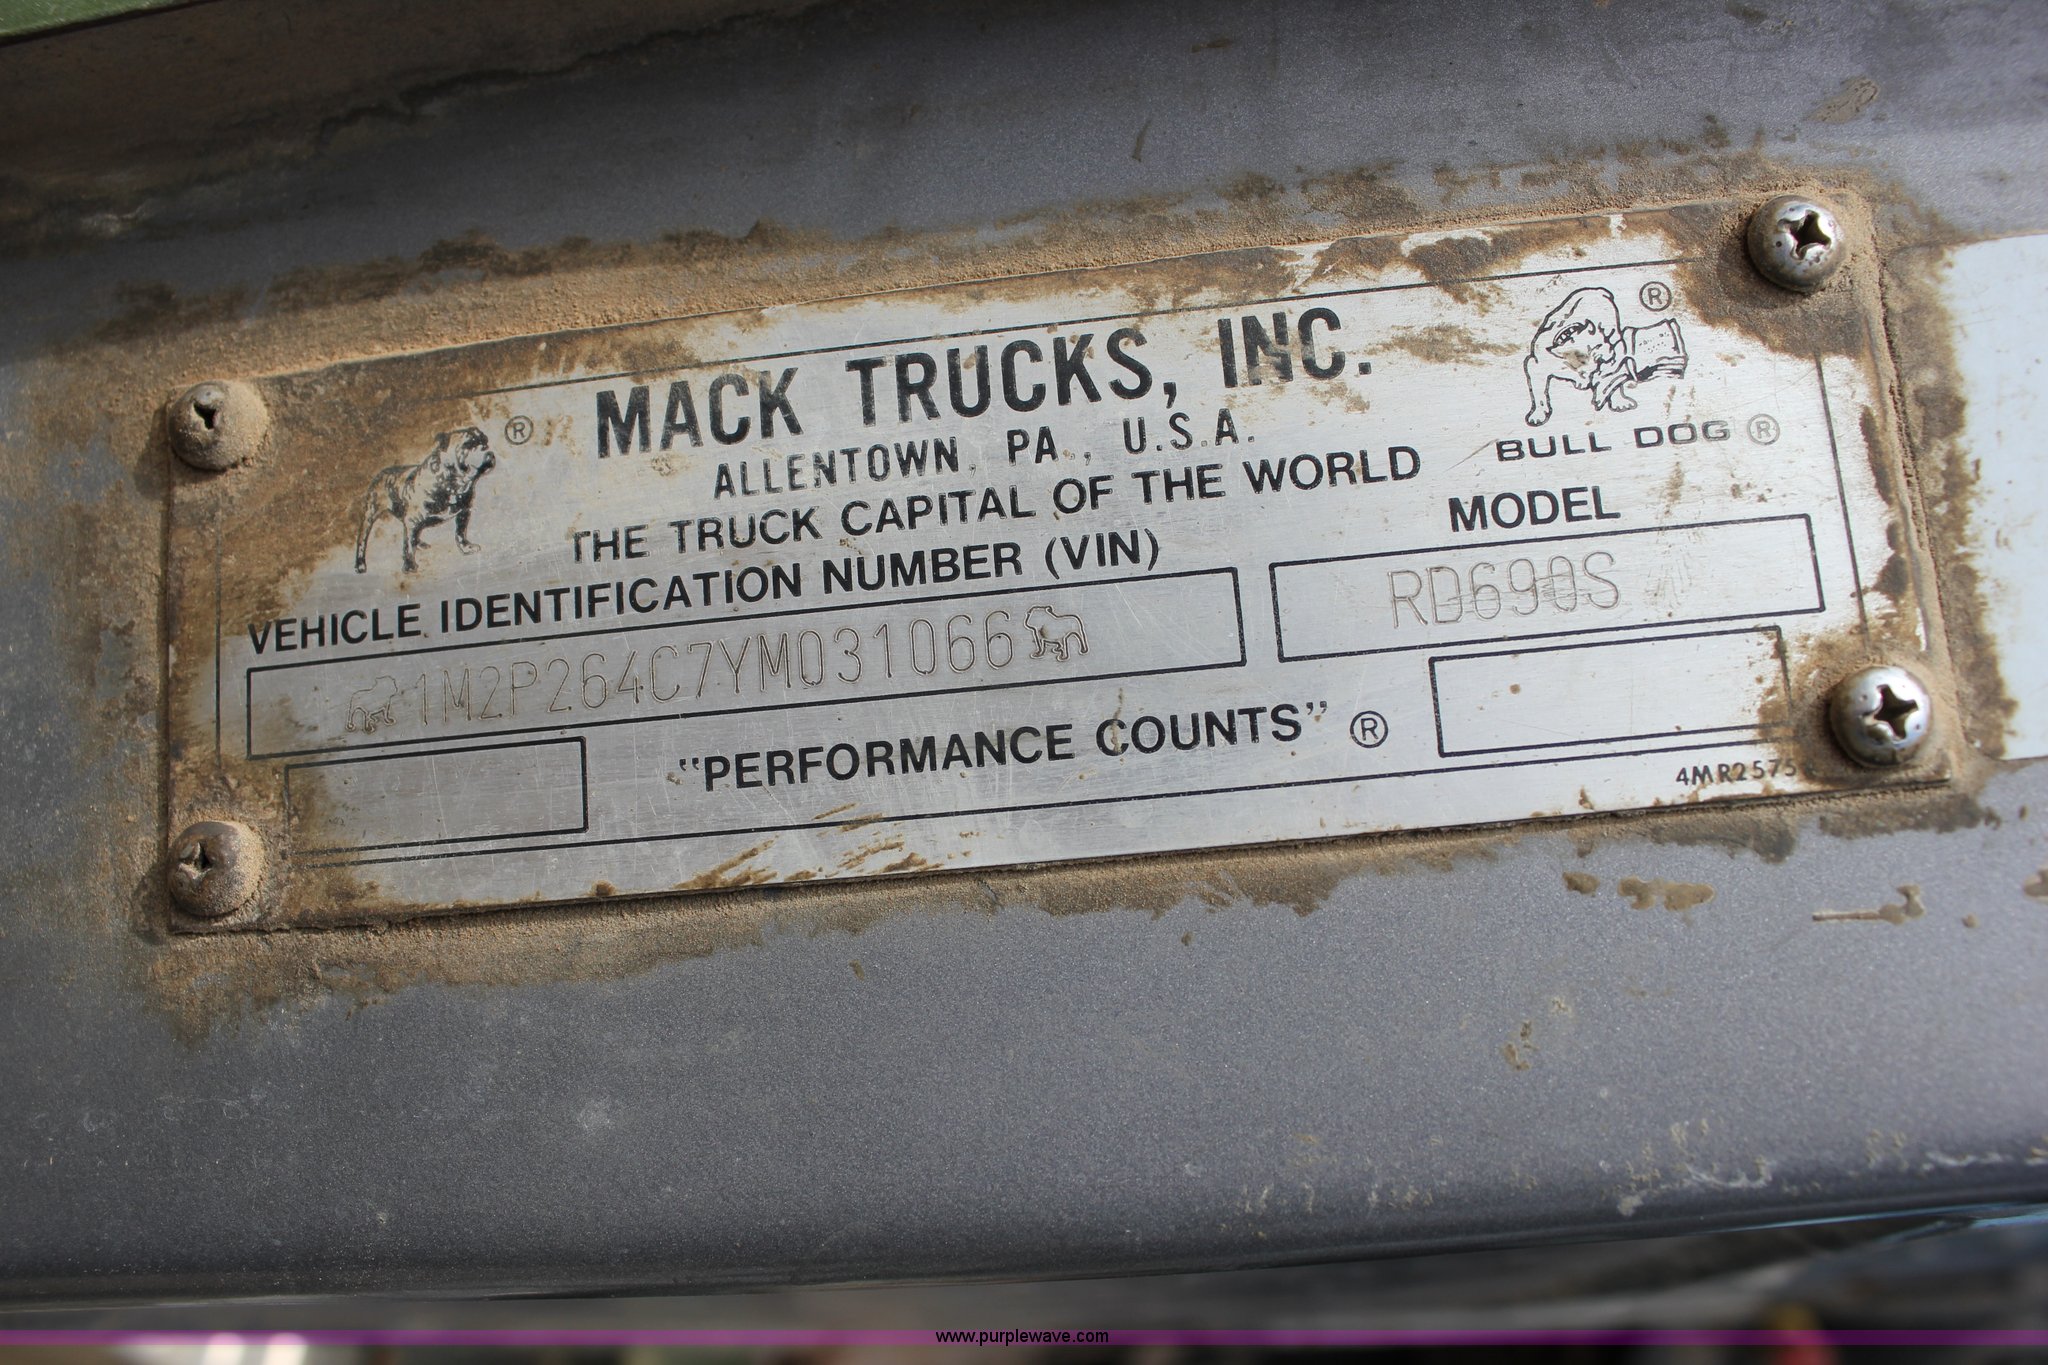 MACK TRUCKS, INC.
ALLENTOWN, PA., U.S.A.
THE TRUCK CAPITAL OF THE WORLD
®
®
BULL DOG ®
VEHICLE IDENTIFICATION NUMBER (VIN)
MODEL
1M2P264C7YM031066
RD690S
"PERFORMANCE COUNTS" ®
4MR2575
www.purplewave.com